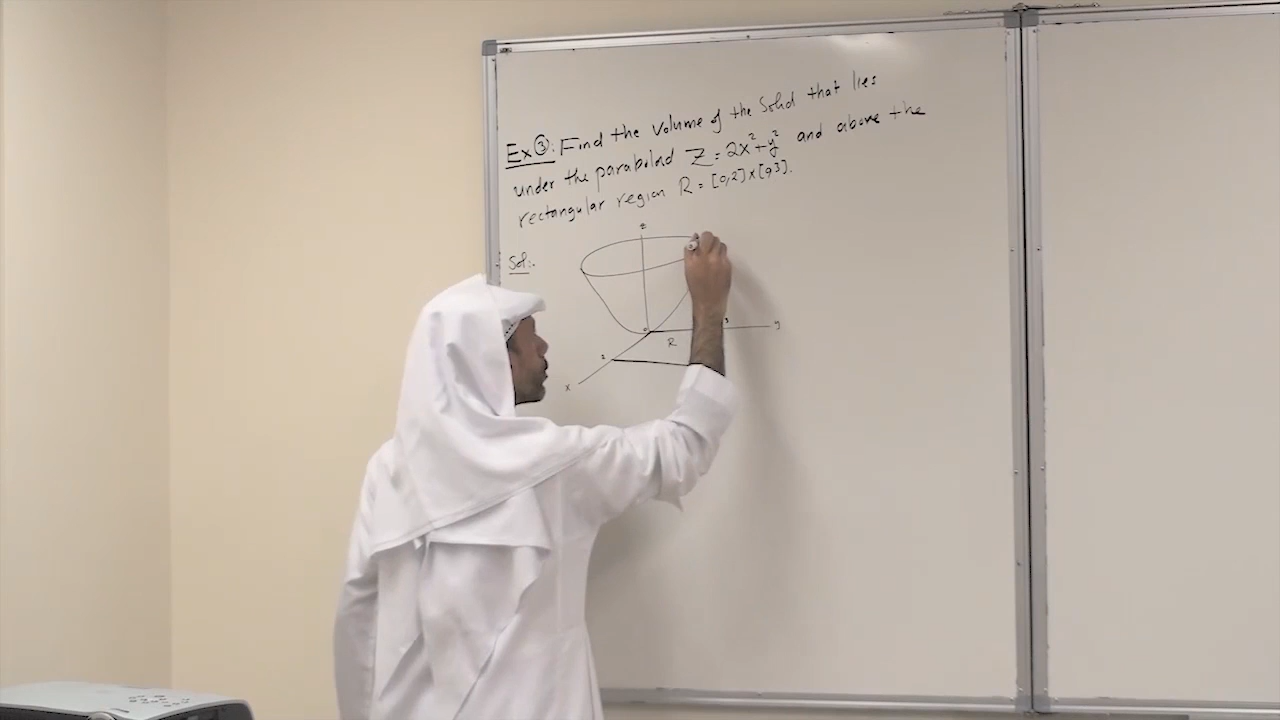 Ex③: Find the volume of the solid that lies
under the paraboloid Z = 2x²+y² and above the
rectangular region R = [0,2]x[0,3].
Sol:.
z
0
3
y
R
2
x